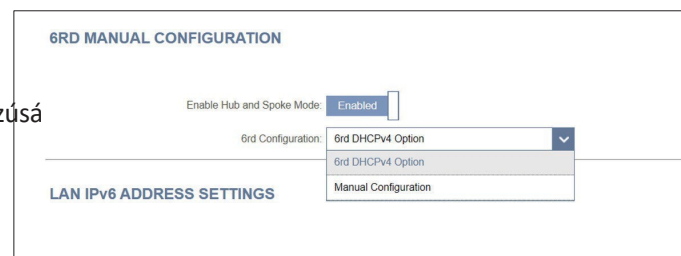 6RD MANUAL CONFIGURATION
Enable Hub and Spoke Mode: Enabled
6rd Configuration: 6rd DHCPv4 Option
6rd DHCPv4 Option
Manual Configuration
LAN IPv6 ADDRESS SETTINGS